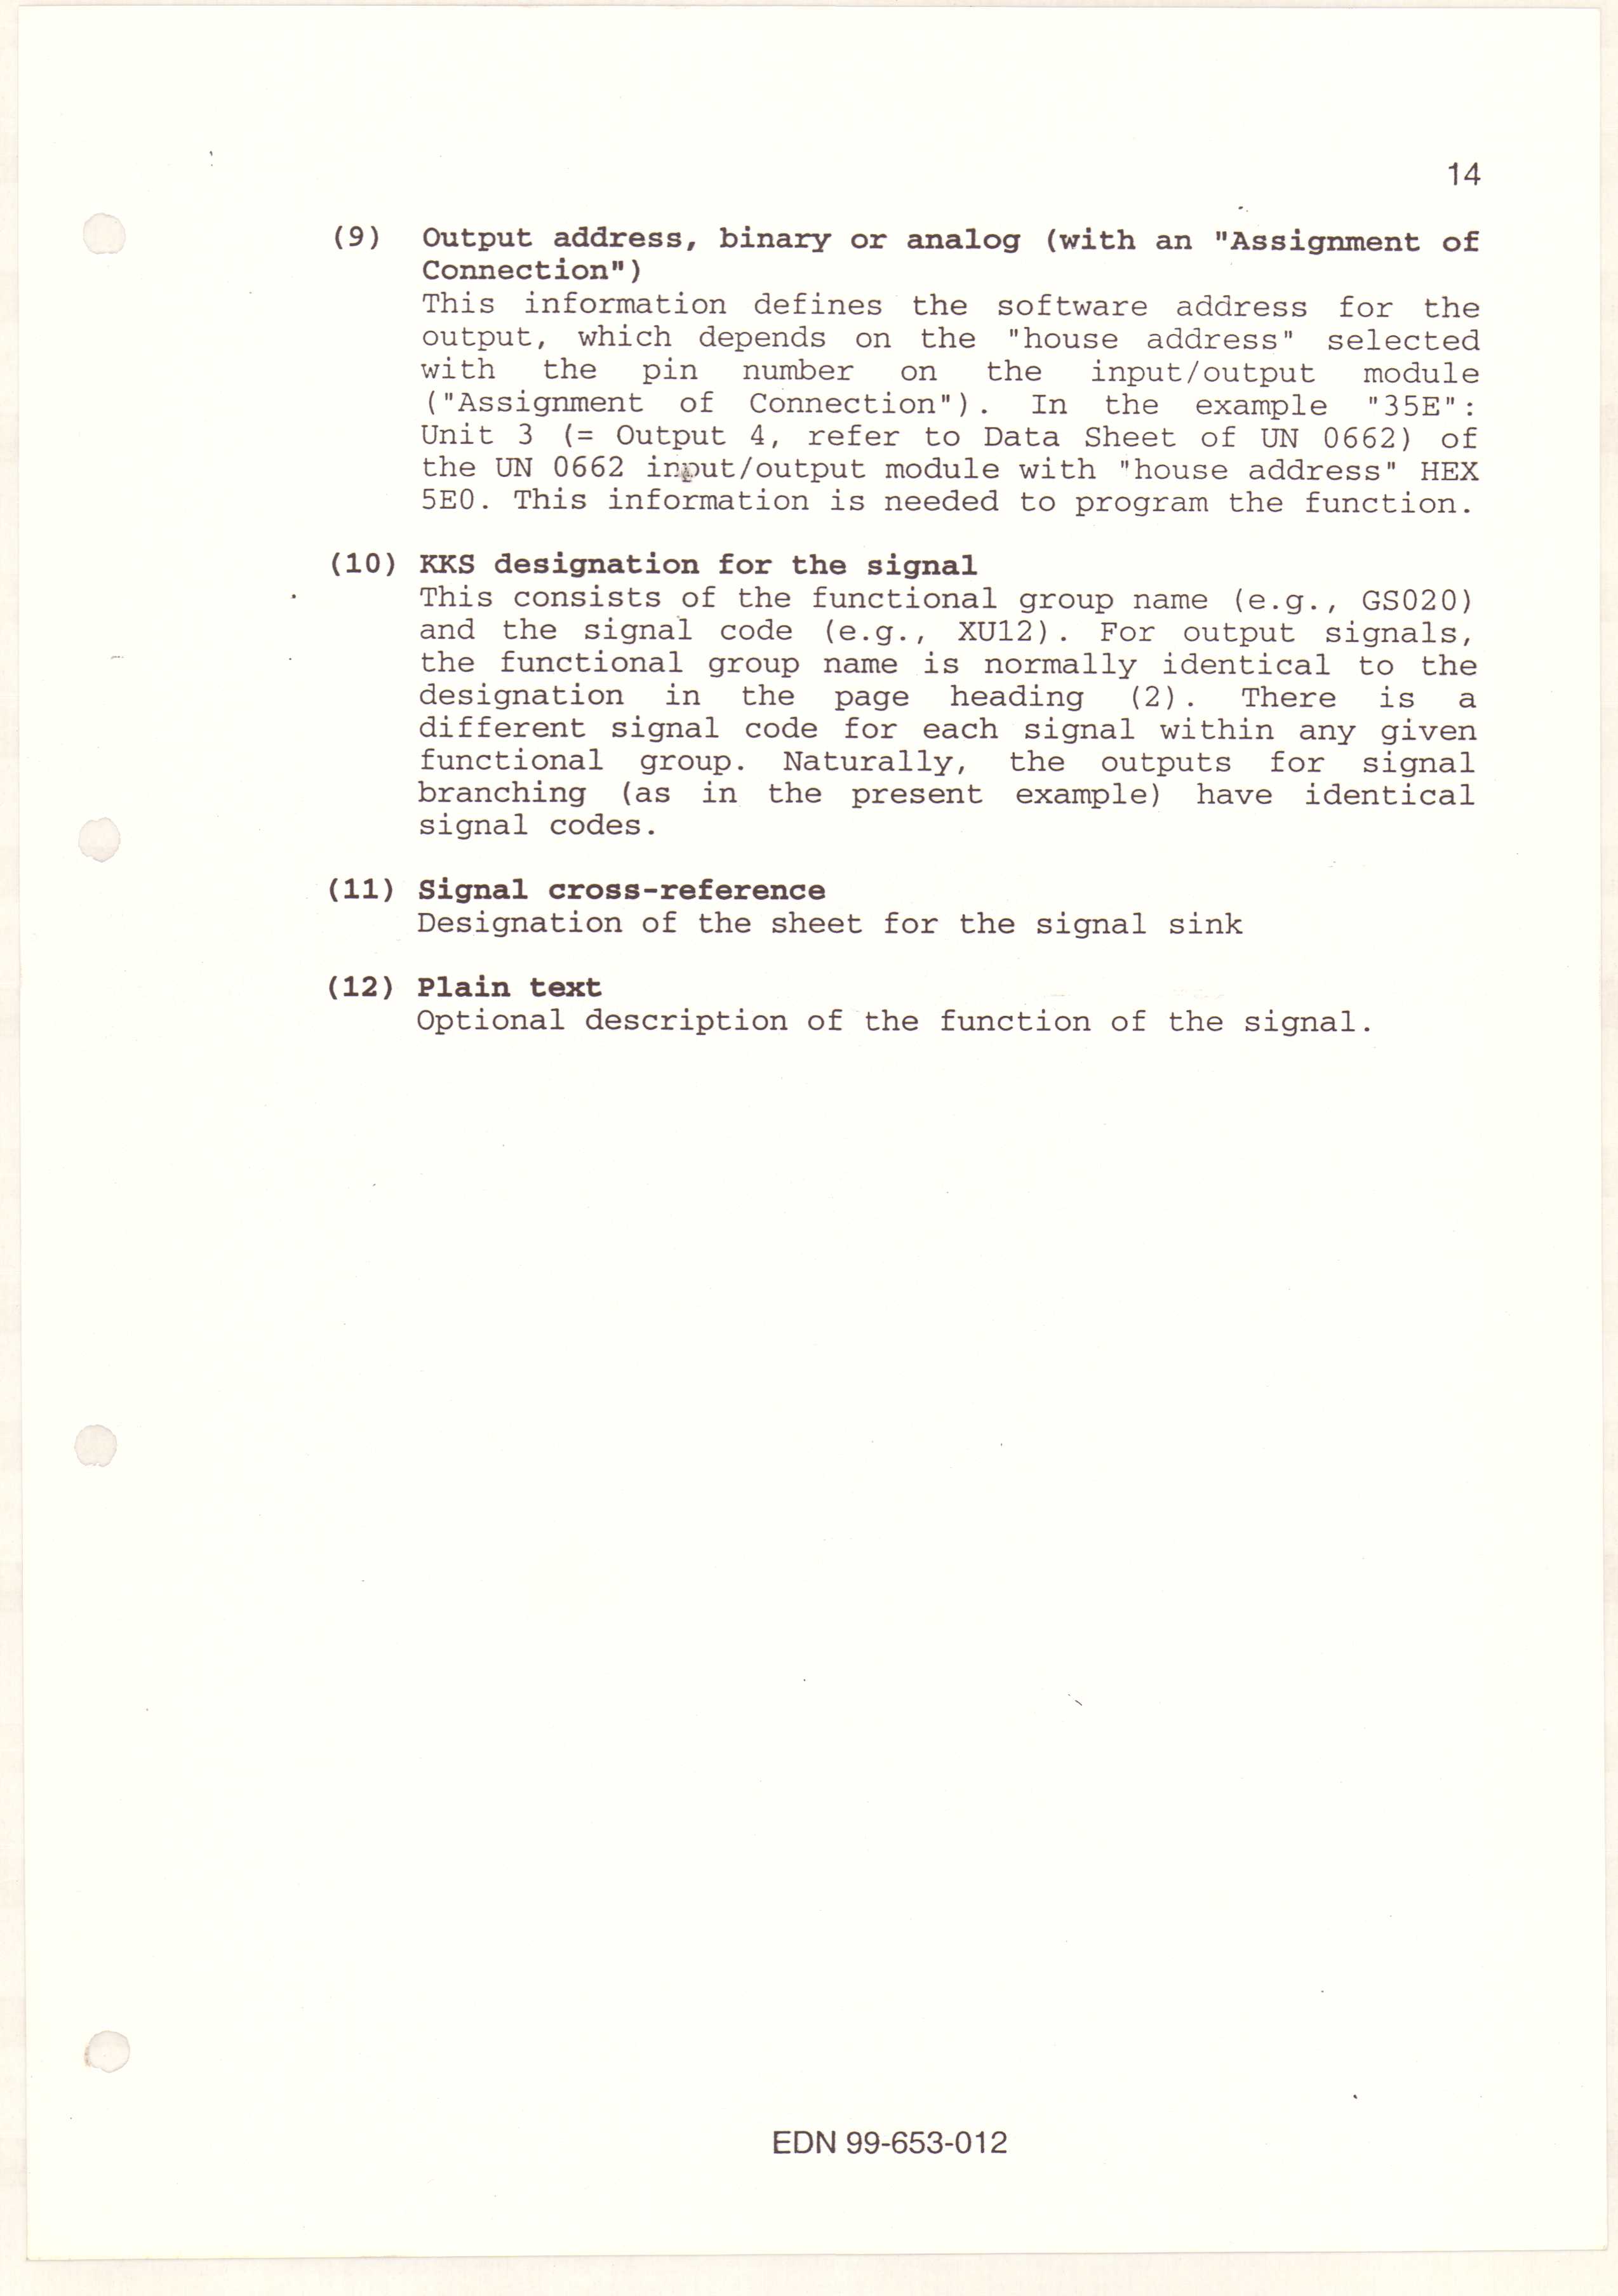 14
(9) Output address, binary or analog (with an "Assignment of
Connection")
This information defines the software address for the
output, which depends on the "house address" selected
with the pin number on the input/output module
("Assignment of Connection"). In the example "35E":
Unit 3 (= Output 4, refer to Data Sheet of UN 0662) of
the UN 0662 input/output module with "house address" HEX
5E0. This information is needed to program the function.
(10) KKS designation for the signal
This consists of the functional group name (e.g., GS020)
and the signal code (e.g., XU12). For output signals,
the functional group name is normally identical to the
designation in the page heading (2). There is a
different signal code for each signal within any given
functional group. Naturally, the outputs for signal
branching (as in the present example) have identical
signal codes.
(11) Signal cross-reference
Designation of the sheet for the signal sink
(12) Plain text
Optional description of the function of the signal.
EDN 99-653-012